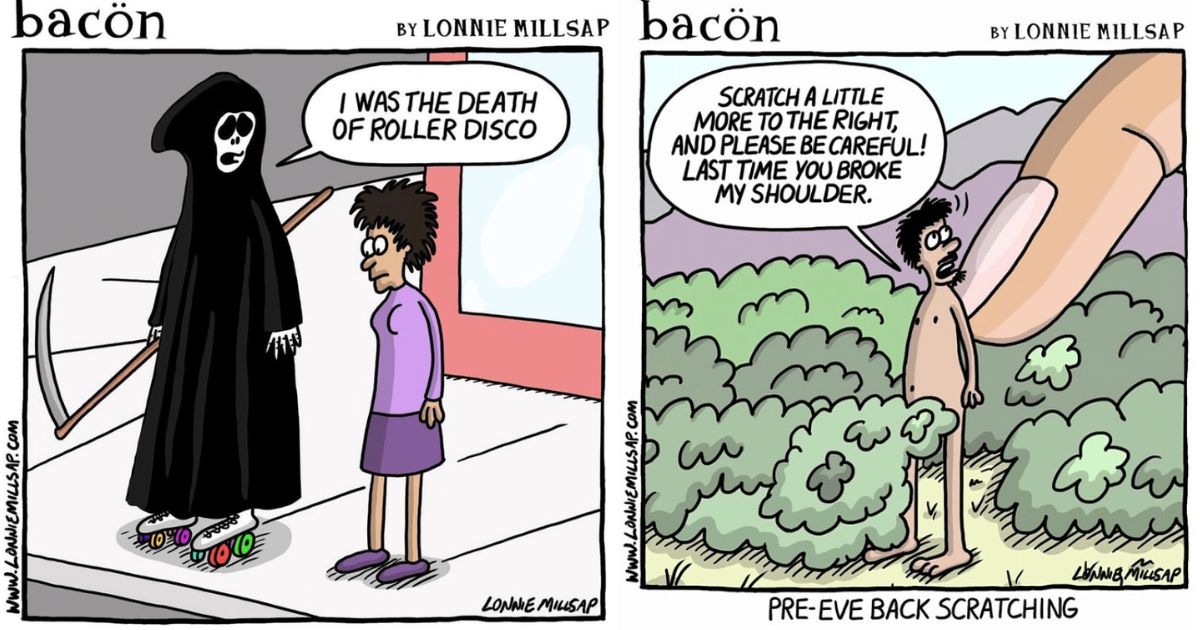 bacön
BY LONNIE MILLSAP
I WAS THE DEATH
OF ROLLER DISCO
WWW.LONNIEMILLSAP.COM
LONNIE MILLSAP
bacön
BY LONNIE MILLSAP
SCRATCH A LITTLE
MORE TO THE RIGHT,
AND PLEASE BE CAREFUL!
LAST TIME YOU BROKE
MY SHOULDER.
WWW.LONNIEMILLSAP.COM
LONNIE MILLSAP
PRE-EVE BACK SCRATCHING